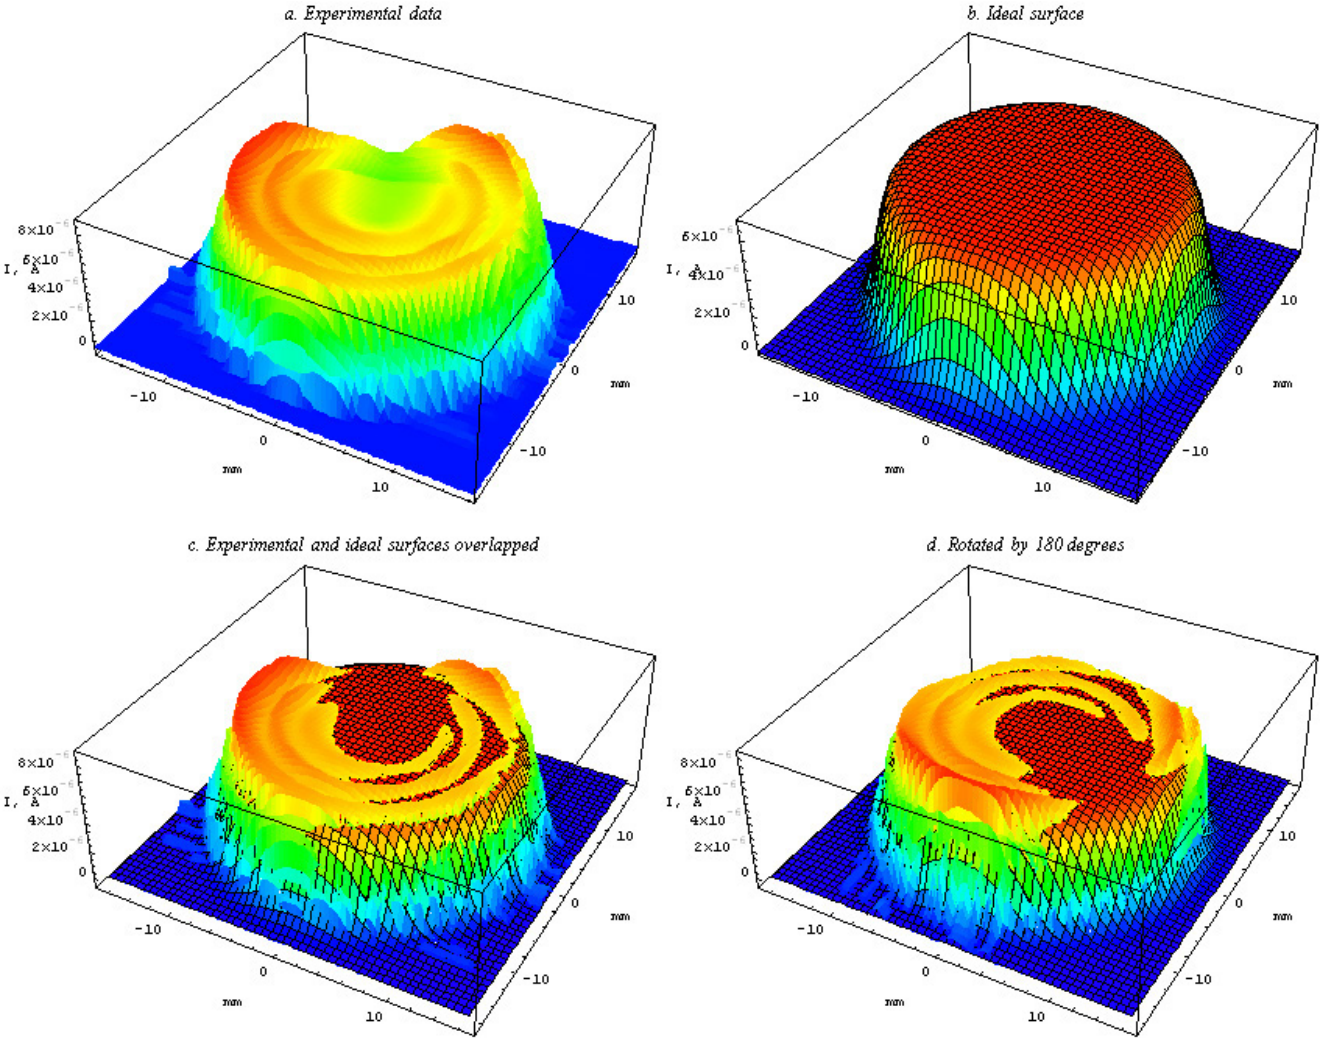 a. Experimental data
b. Ideal surface
8×10⁻⁶
6×10⁻⁶
I, A
4×10⁻⁶
2×10⁻⁶
0
-10
0
10
mm
-10
0
10
mm
6×10⁻⁶
I, A
4×10⁻⁶
2×10⁻⁶
0
-10
0
10
mm
-10
0
10
mm
c. Experimental and ideal surfaces overlapped
d. Rotated by 180 degrees
8×10⁻⁶
6×10⁻⁶
I, A
4×10⁻⁶
2×10⁻⁶
0
-10
0
10
mm
-10
0
10
mm
8×10⁻⁶
6×10⁻⁶
I, A
4×10⁻⁶
2×10⁻⁶
0
-10
0
10
mm
-10
0
10
mm